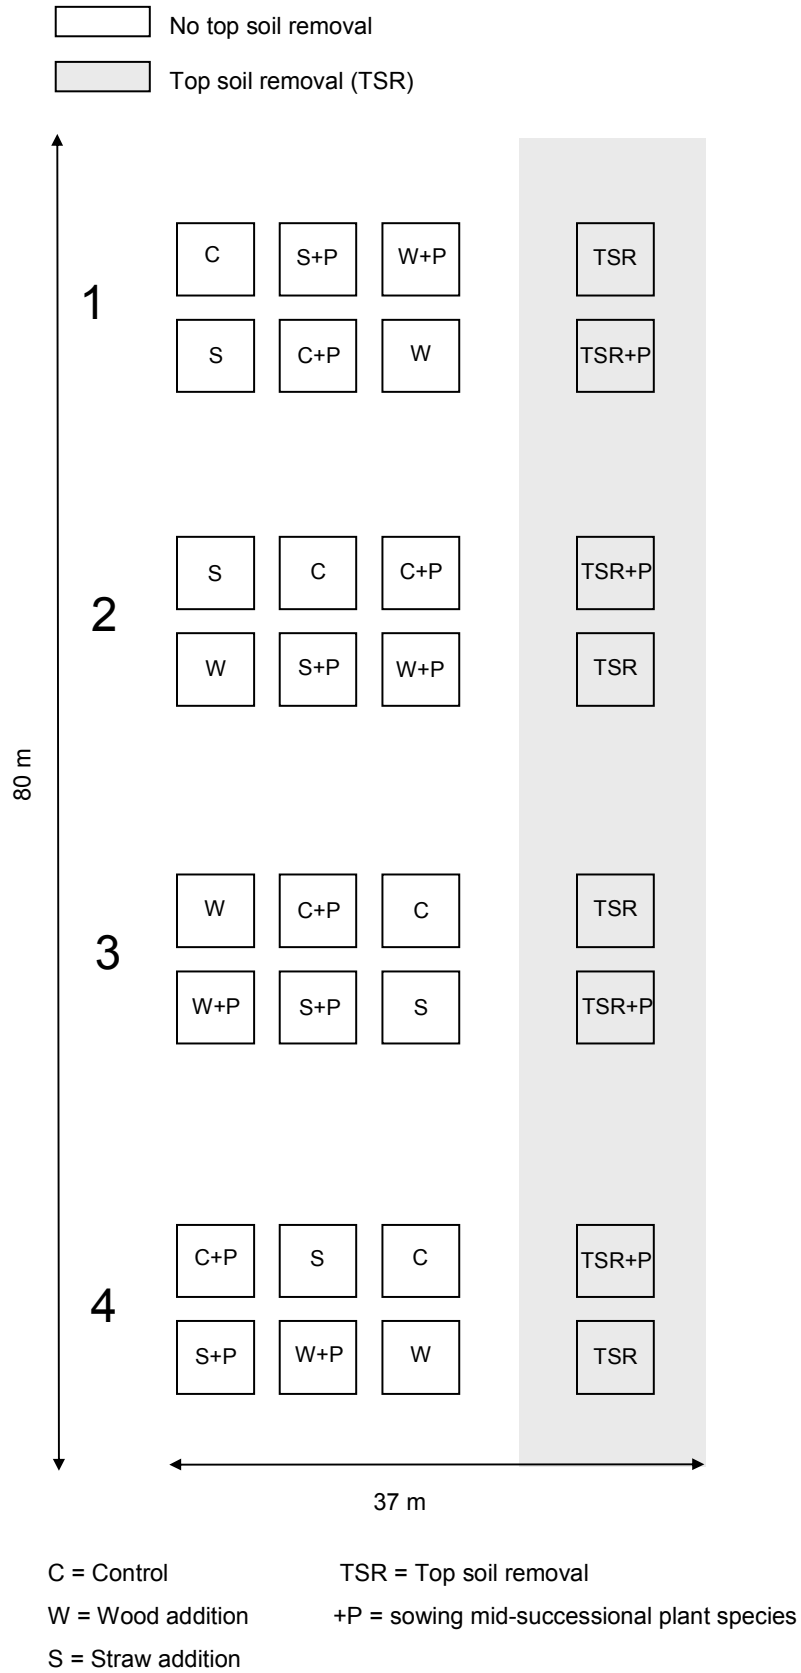 No top soil removal
Top soil removal (TSR)
1
C S+P W+P TSR
S C+P W TSR+P
2
S C C+P TSR+P
W S+P W+P TSR
80 m
3
W C+P C TSR
W+P S+P S TSR+P
4
C+P S C TSR+P
S+P W+P W TSR
37 m
C = Control TSR = Top soil removal
W = Wood addition +P = sowing mid-successional plant species
S = Straw addition